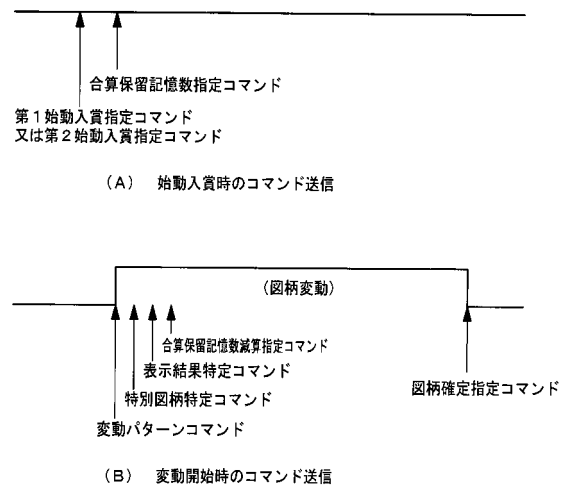 合算保留記憶数指定コマンド
第１始動入賞指定コマンド
又は第２始動入賞指定コマンド
（Ａ）　始動入賞時のコマンド送信
（図柄変動）
合算保留記憶数減算指定コマンド
表示結果特定コマンド
図柄確定指定コマンド
特別図柄特定コマンド
変動パターンコマンド
（Ｂ）　変動開始時のコマンド送信